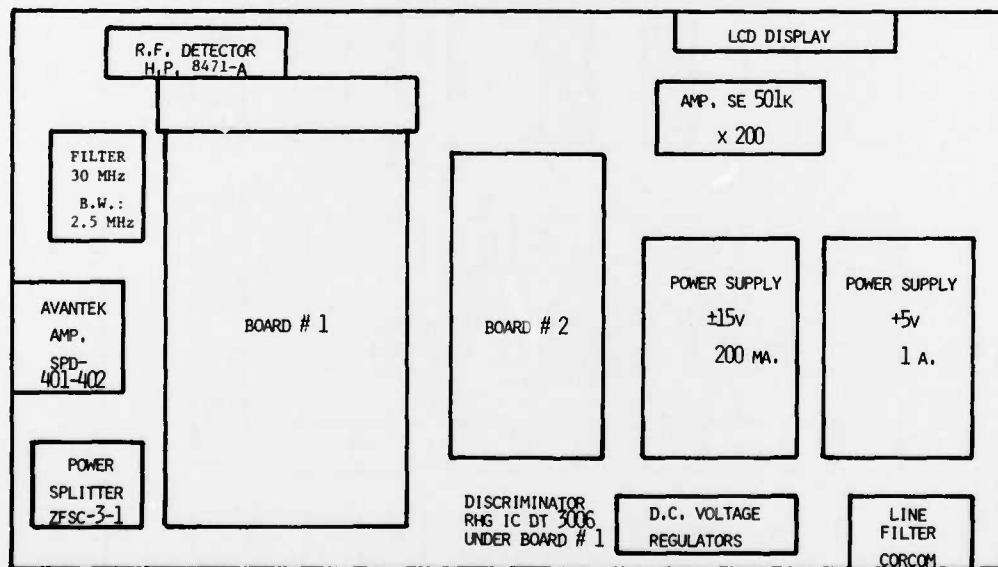 R.F. DETECTOR
H.P. 8471-A
LCD DISPLAY
AMP. SE 501K
x 200
FILTER
30 MHz
B.W.:
2.5 MHz
AVANTEK
AMP.
SPD-
401-402
BOARD # 1
BOARD # 2
POWER SUPPLY
±15v
200 MA.
POWER SUPPLY
+5v
1 A.
POWER
SPLITTER
ZFSC-3-1
DISCRIMINATOR
RHG IC DT 3006
UNDER BOARD # 1
D.C. VOLTAGE
REGULATORS
LINE
FILTER
CORCOM